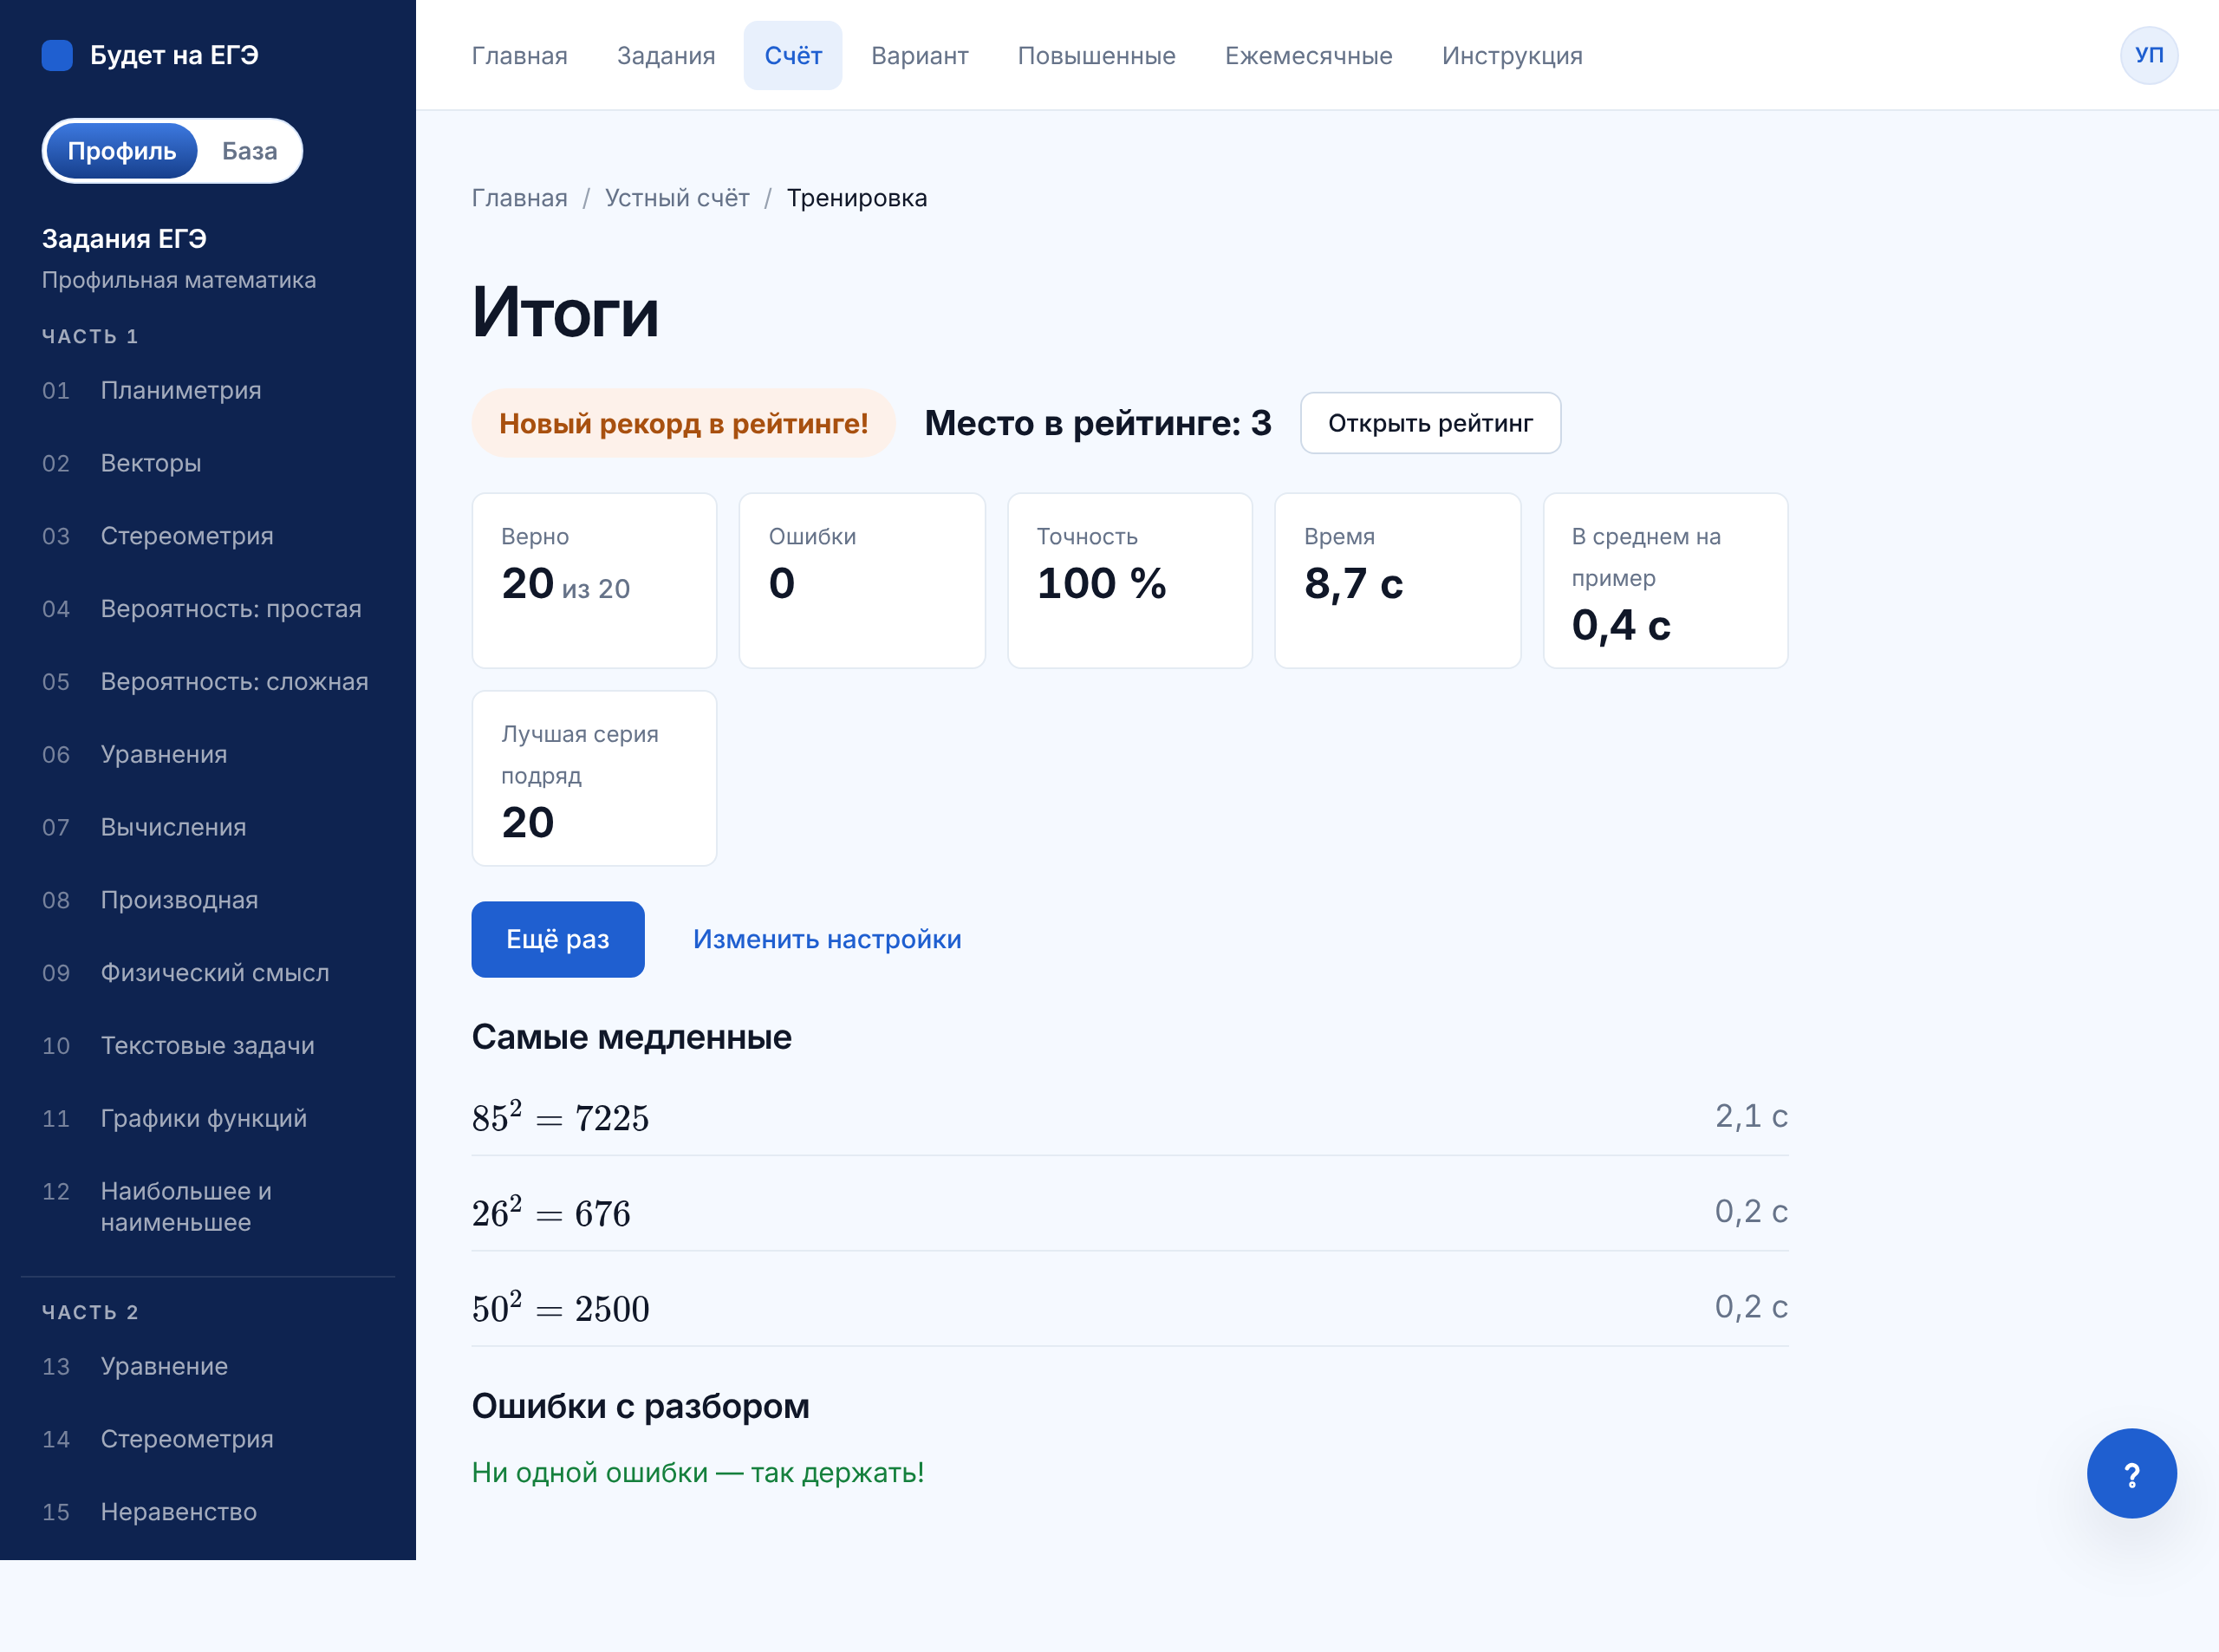 Будет на ЕГЭ
Профиль База
Задания ЕГЭ
Профильная математика
ЧАСТЬ 1
01 Планиметрия
02 Векторы
03 Стереометрия
04 Вероятность: простая
05 Вероятность: сложная
06 Уравнения
07 Вычисления
08 Производная
09 Физический смысл
10 Текстовые задачи
11 Графики функций
12 Наибольшее и
наименьшее
ЧАСТЬ 2
13 Уравнение
14 Стереометрия
15 Неравенство
Главная Задания Счёт Вариант Повышенные Ежемесячные Инструкция УП
Главная / Устный счёт / Тренировка
Итоги
Новый рекорд в рейтинге! Место в рейтинге: 3 Открыть рейтинг
Верно
20 из 20
Ошибки
0
Точность
100 %
Время
8,7 с
В среднем на
пример
0,4 с
Лучшая серия
подряд
20
Ещё раз Изменить настройки
Самые медленные
85² = 7225 2,1 с
26² = 676 0,2 с
50² = 2500 0,2 с
Ошибки с разбором
Ни одной ошибки — так держать!
?